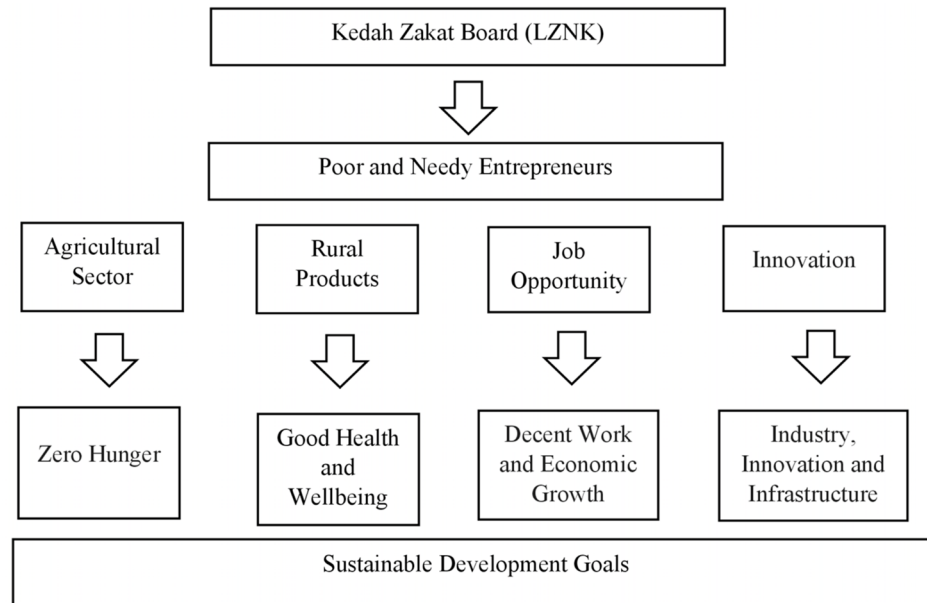 Kedah Zakat Board (LZNK)
Poor and Needy Entrepreneurs
Agricultural
Sector
Rural
Products
Job
Opportunity
Innovation
Zero Hunger
Good Health
and
Wellbeing
Decent Work
and Economic
Growth
Industry,
Innovation and
Infrastructure
Sustainable Development Goals